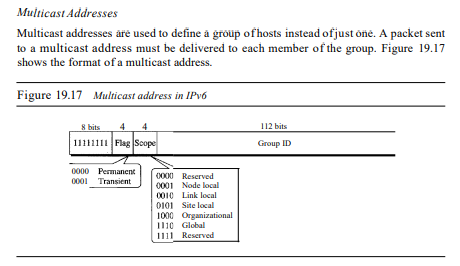 Multicast Addresses
Multicast addresses are used to define a group of hosts instead of just one. A packet sent
to a multicast address must be delivered to each member of the group. Figure 19.17
shows the format of a multicast address.
Figure 19.17 Multicast address in IPv6
8 bits 4 4 112 bits
11111111 Flag Scope Group ID
0000 Permanent
0001 Transient
0000 Reserved
0001 Node local
0010 Link local
0101 Site local
1000 Organizational
1110 Global
1111 Reserved